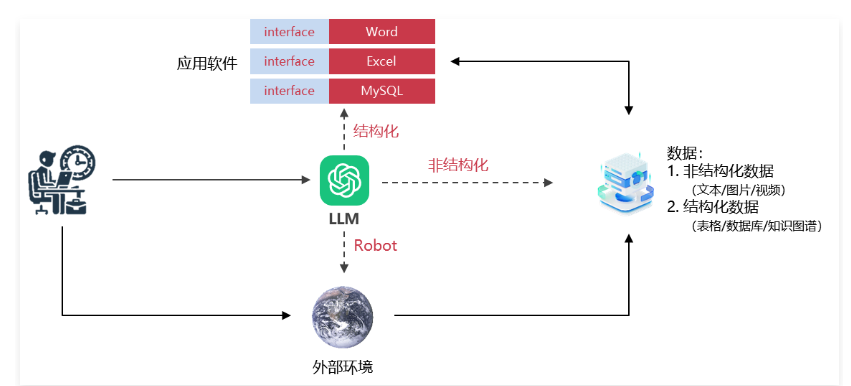 interface Word
应用软件 interface Excel
interface MySQL
结构化
非结构化
LLM
Robot
外部环境
数据：
1. 非结构化数据
（文本/图片/视频）
2. 结构化数据
（表格/数据库/知识图谱）